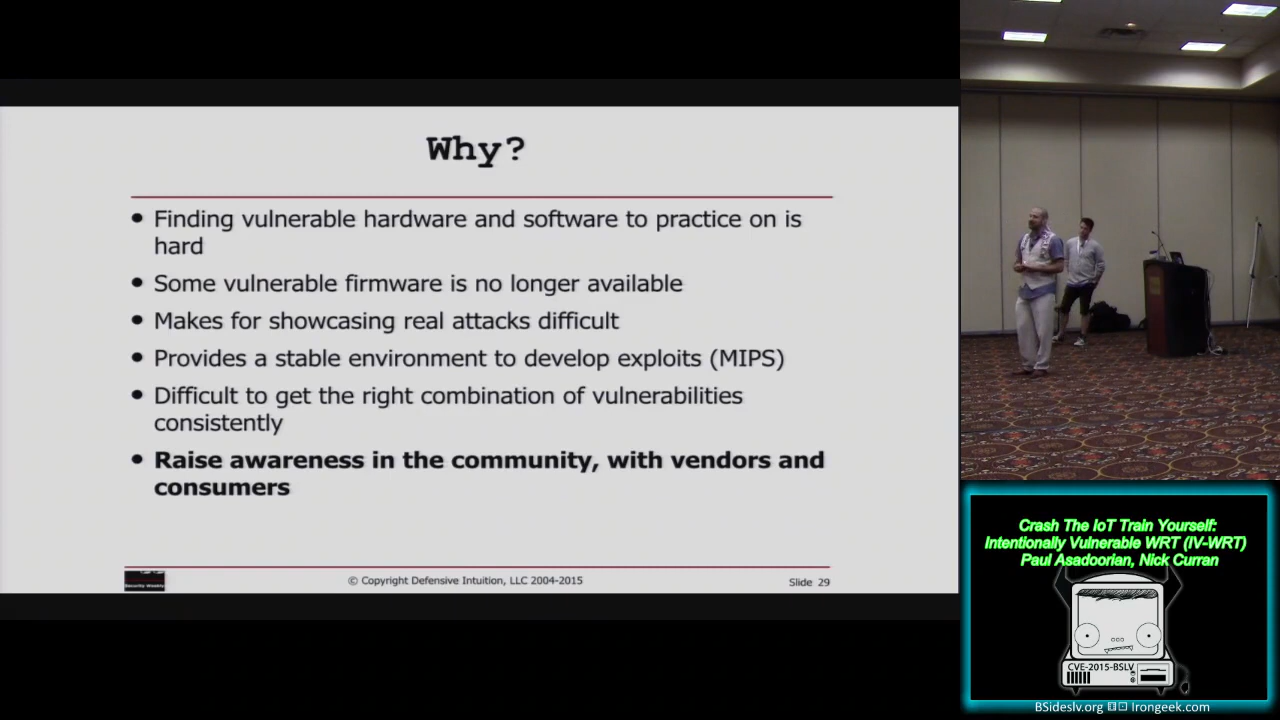 Why?
• Finding vulnerable hardware and software to practice on is
hard
• Some vulnerable firmware is no longer available
• Makes for showcasing real attacks difficult
• Provides a stable environment to develop exploits (MIPS)
• Difficult to get the right combination of vulnerabilities
consistently
• Raise awareness in the community, with vendors and
consumers
Security Weekly
© Copyright Defensive Intuition, LLC 2004-2015
Slide 29
Crash The IoT Train Yourself:
Intentionally Vulnerable WRT (IV-WRT)
Paul Asadoorian, Nick Curran
CVE-2015-BSLV
BSideslv.org Irongeek.com